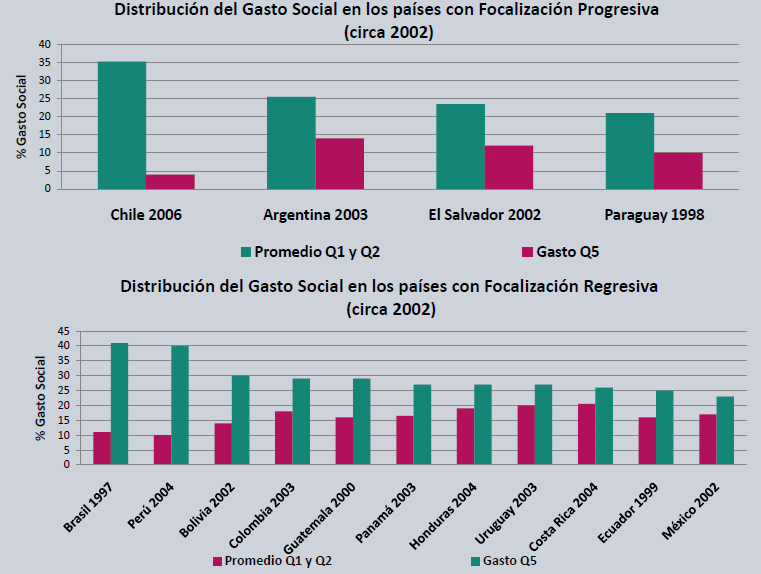 Distribución del Gasto Social en los países con Focalización Progresiva
(circa 2002)
% Gasto Social
40
35
30
25
20
15
10
5
0
Chile 2006 Argentina 2003 El Salvador 2002 Paraguay 1998
Promedio Q1 y Q2 Gasto Q5
Distribución del Gasto Social en los países con Focalización Regresiva
(circa 2002)
% Gasto Social
45
40
35
30
25
20
15
10
5
0
Brasil 1997 Perú 2004 Bolivia 2002 Colombia 2003 Guatemala 2000 Panamá 2003 Honduras 2004 Uruguay 2003 Costa Rica 2004 Ecuador 1999 México 2002
Promedio Q1 y Q2 Gasto Q5